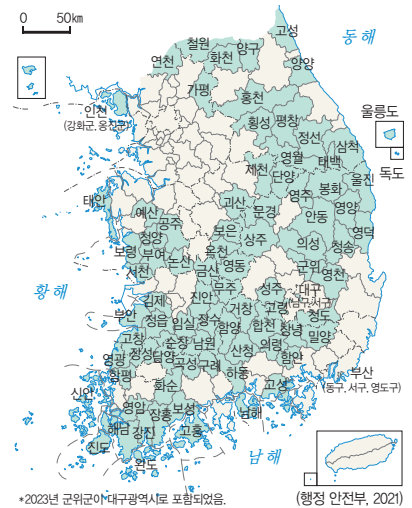 0 50km
고성
동해
철원
양구
화천
연천
양양
가평
홍천
인천
(강화군, 옹진군)
울릉도
횡성 평창
정선
삼척
독도
영월
태백
제천
단양
울진
봉화
영주
태안
괴산
예산
문경
영양
안동
공주
청양
보은
상주
영덕
의성
청송
보령 부여
논산
옥천
서천
금산
영동
군위
영천
황해
무주
성주
대구
(남구, 서구)
김제
진안
고령
거창
청도
부안
정읍 임실 장수
함양
합천 창녕
밀양
고창
순창 남원
산청
의령
영광
장성 담양
곡성 구례
함안
부산
(동구, 서구, 영도구)
함평
하동
화순
고성
신안
영암
장흥 보성
남해
해남 강진
고흥
진도
완도
남해
*2023년 군위군이 대구광역시로 포함되었음.
(행정 안전부, 2021)